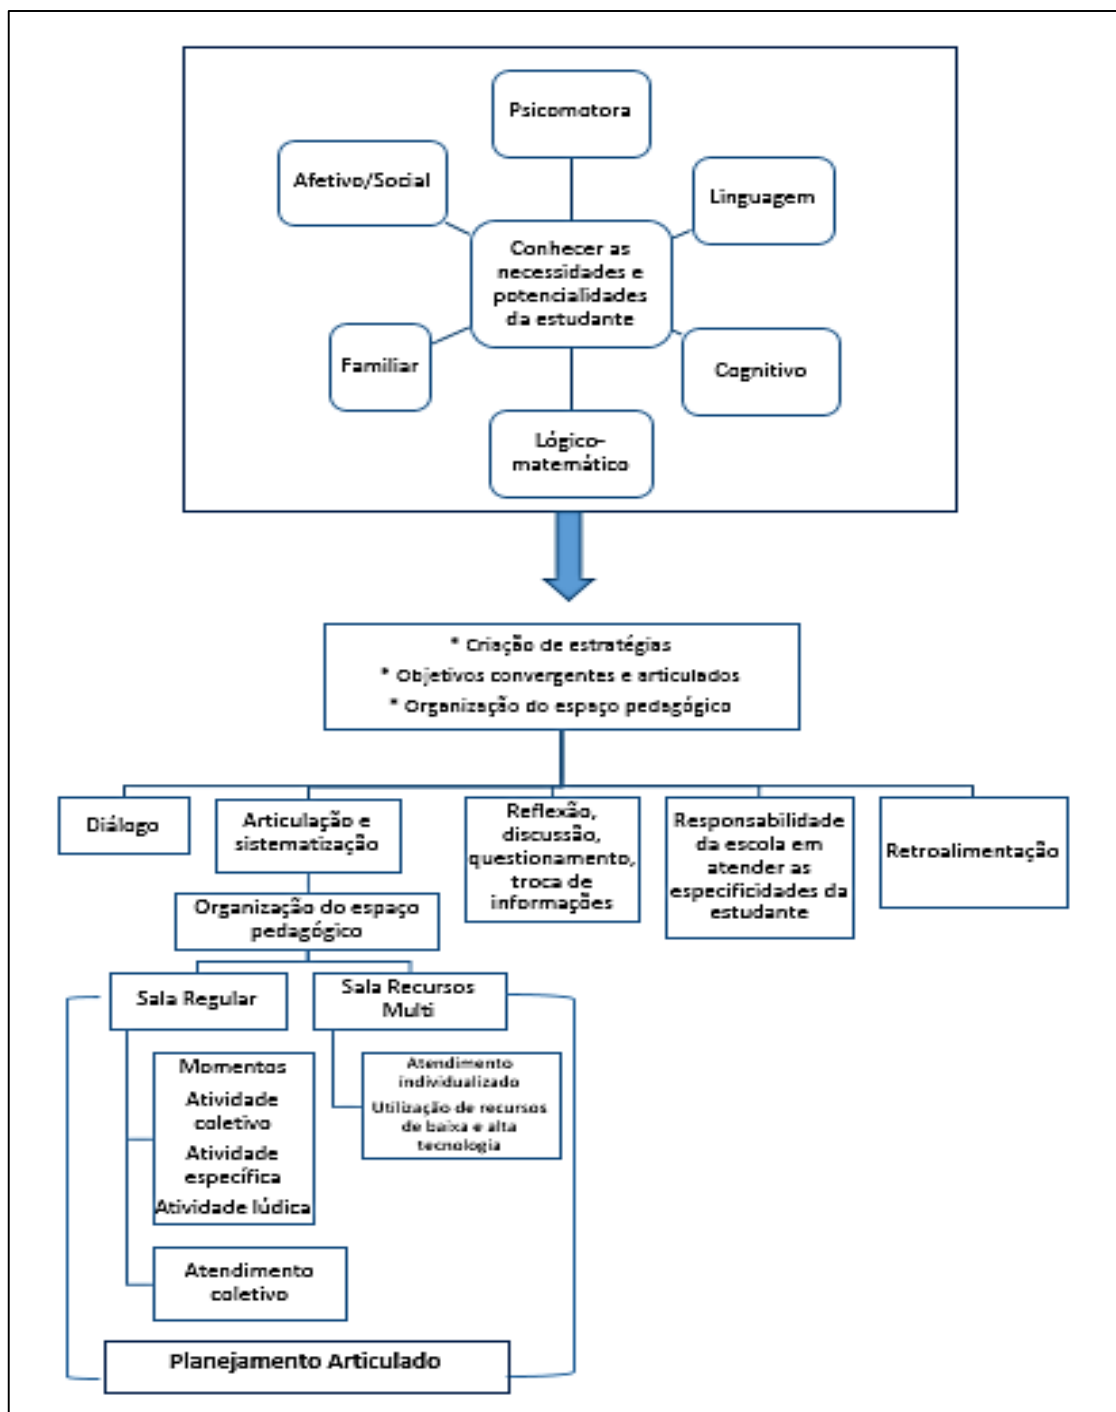 Psicomotora
Afetivo/Social
Linguagem
Conhecer as
necessidades e
potencialidades
da estudante
Familiar
Cognitivo
Lógico-
matemático
* Criação de estratégias
* Objetivos convergentes e articulados
* Organização do espaço pedagógico
Diálogo
Articulação e
sistematização
Reflexão,
discussão,
questionamento,
troca de
informações
Responsabilidade
da escola em
atender as
especificidades da
estudante
Retroalimentação
Organização do espaço
pedagógico
Sala Regular
Sala Recursos
Multi
Momentos
Atividade
coletivo
Atividade
específica
Atividade lúdica
Atendimento
individualizado
Utilização de recursos
de baixa e alta
tecnologia
Atendimento
coletivo
Planejamento Articulado